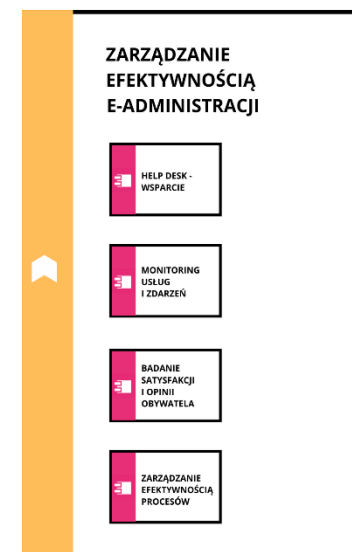 ZARZĄDZANIE
EFEKTYWNOŚCIĄ
E-ADMINISTRACJI
HELP DESK -
WSPARCIE
MONITORING
USŁUG
I ZDARZEŃ
BADANIE
SATYSFAKCJI
I OPINII
OBYWATELA
ZARZĄDZANIE
EFEKTYWNOŚCIĄ
PROCESÓW